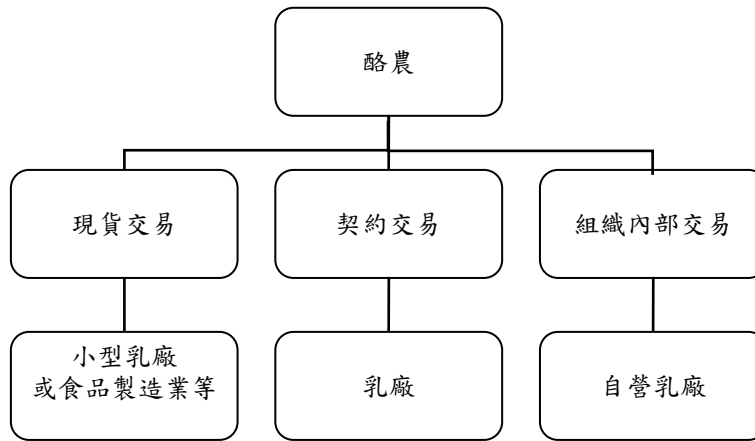 酪農
現貨交易
契約交易
組織內部交易
小型乳廠
或食品製造業等
乳廠
自營乳廠